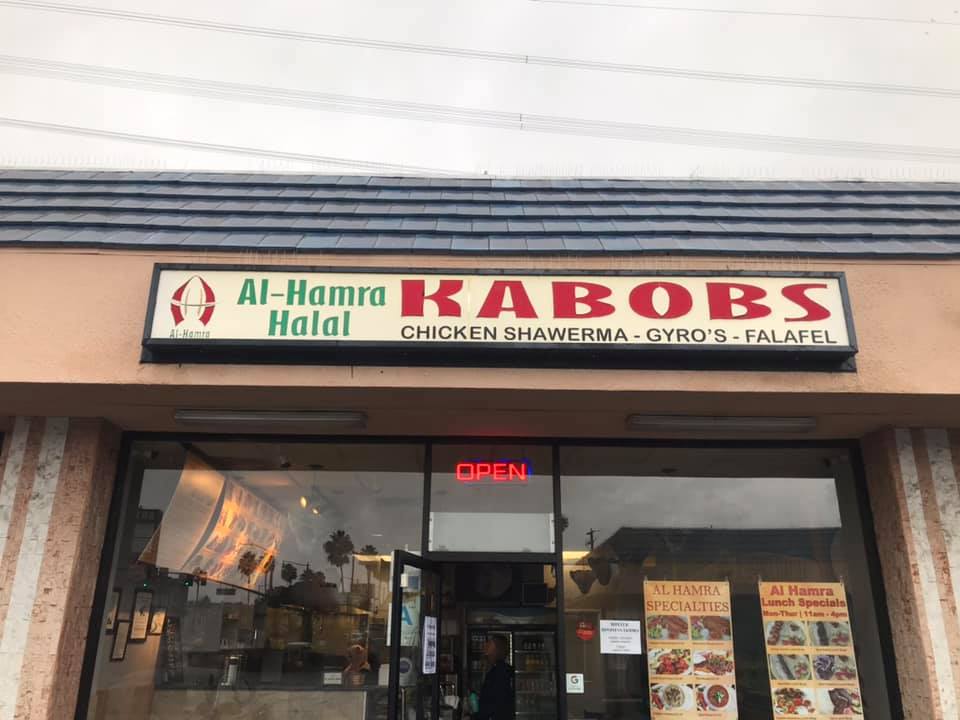 Al-Hamra
Halal
KABOBS
CHICKEN SHAWERMA - GYRO'S - FALAFEL
Al-Hamra
OPEN
AL HAMRA
SPECIALTIES
Al Hamra
Lunch Specials
Mon-Thur | 11am - 4pm
A
G